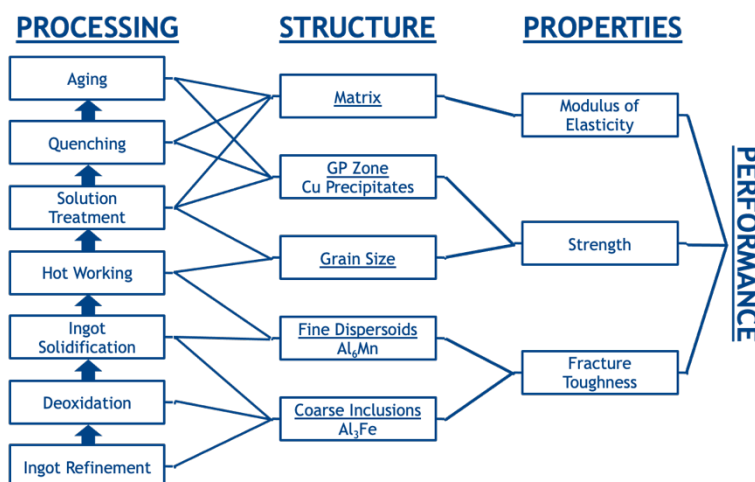 PROCESSING
STRUCTURE
PROPERTIES
Aging
Quenching
Solution
Treatment
Hot Working
Ingot
Solidification
Deoxidation
Ingot Refinement
Matrix
GP Zone
Cu Precipitates
Grain Size
Fine Dispersoids
Al₆Mn
Coarse Inclusions
Al₃Fe
Modulus of
Elasticity
Strength
Fracture
Toughness
PERFORMANCE